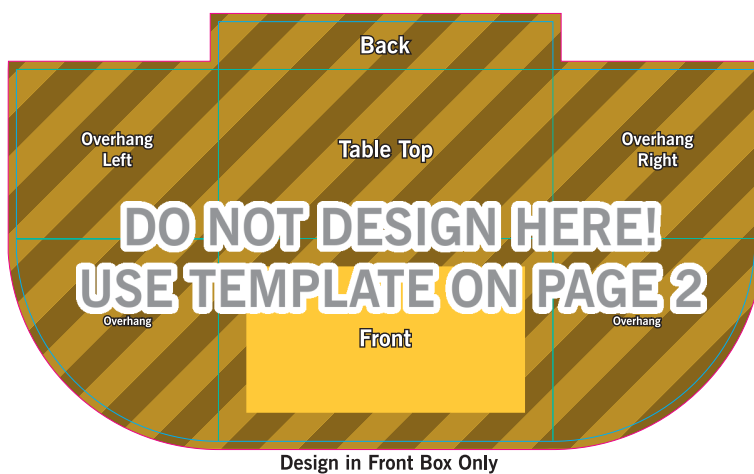 Back
Overhang
Left
Table Top
Overhang
Right
DO NOT DESIGN HERE!
USE TEMPLATE ON PAGE 2
Overhang
Front
Overhang
Design in Front Box Only